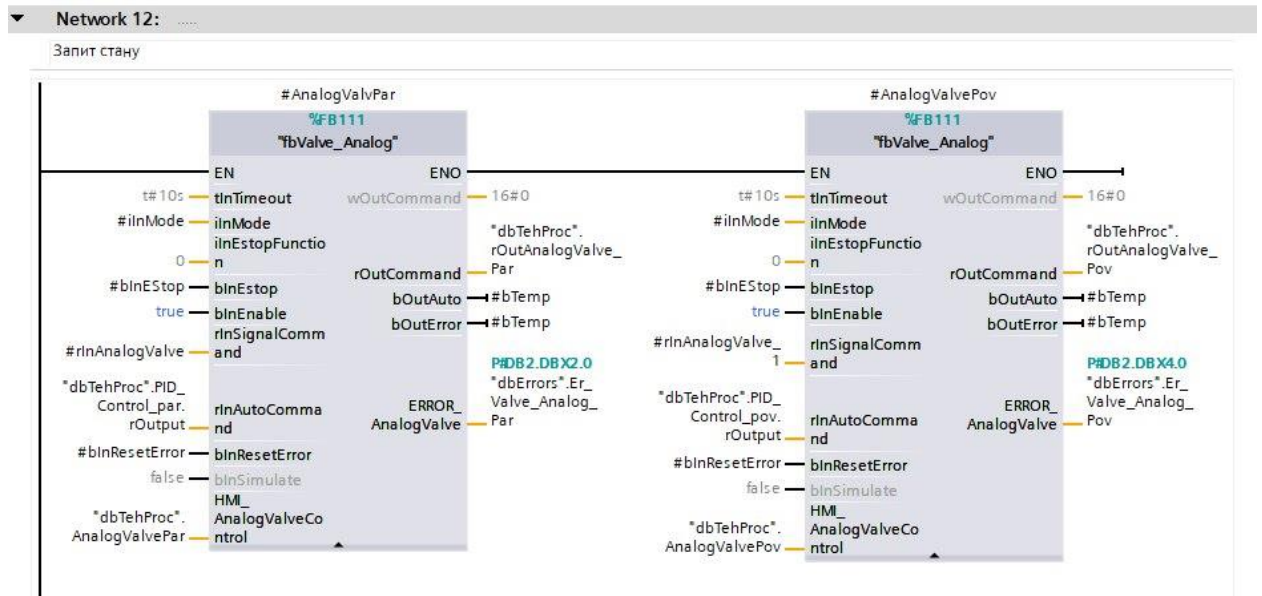 Network 12: .....
Запит стану
#AnalogValvPar
%FB111
"fbValve_Analog"
EN
ENO
t#10s
tInTimeout
wOutCommand
16#0
#iInMode
iInMode
iInEstopFunctio
n
0
"dbTehProc".
rOutAnalogValve_
Par
rOutCommand
#bInEStop
bInEstop
bOutAuto
#bTemp
true
bInEnable
bOutError
#bTemp
rInSignalComm
and
#rInAnalogValve
P#DB2.DBX2.0
"dbErrors".Er_
Valve_Analog_
Par
"dbTehProc".PID_
Control_par.
rOutput
rInAutoComma
nd
ERROR_
AnalogValve
#bInResetError
bInResetError
false
bInSimulate
HMI_
AnalogValveCo
ntrol
"dbTehProc".
AnalogValvePar
#AnalogValvePov
%FB111
"fbValve_Analog"
EN
ENO
t#10s
tInTimeout
wOutCommand
16#0
#iInMode
iInMode
iInEstopFunctio
n
0
"dbTehProc".
rOutAnalogValve_
Pov
rOutCommand
#bInEStop
bInEstop
bOutAuto
#bTemp
true
bInEnable
bOutError
#bTemp
#rInAnalogValve_
1
rInSignalComm
and
P#DB2.DBX4.0
"dbErrors".Er_
Valve_Analog_
Pov
"dbTehProc".PID_
Control_pov.
rOutput
rInAutoComma
nd
ERROR_
AnalogValve
#bInResetError
bInResetError
false
bInSimulate
HMI_
AnalogValveCo
ntrol
"dbTehProc".
AnalogValvePov